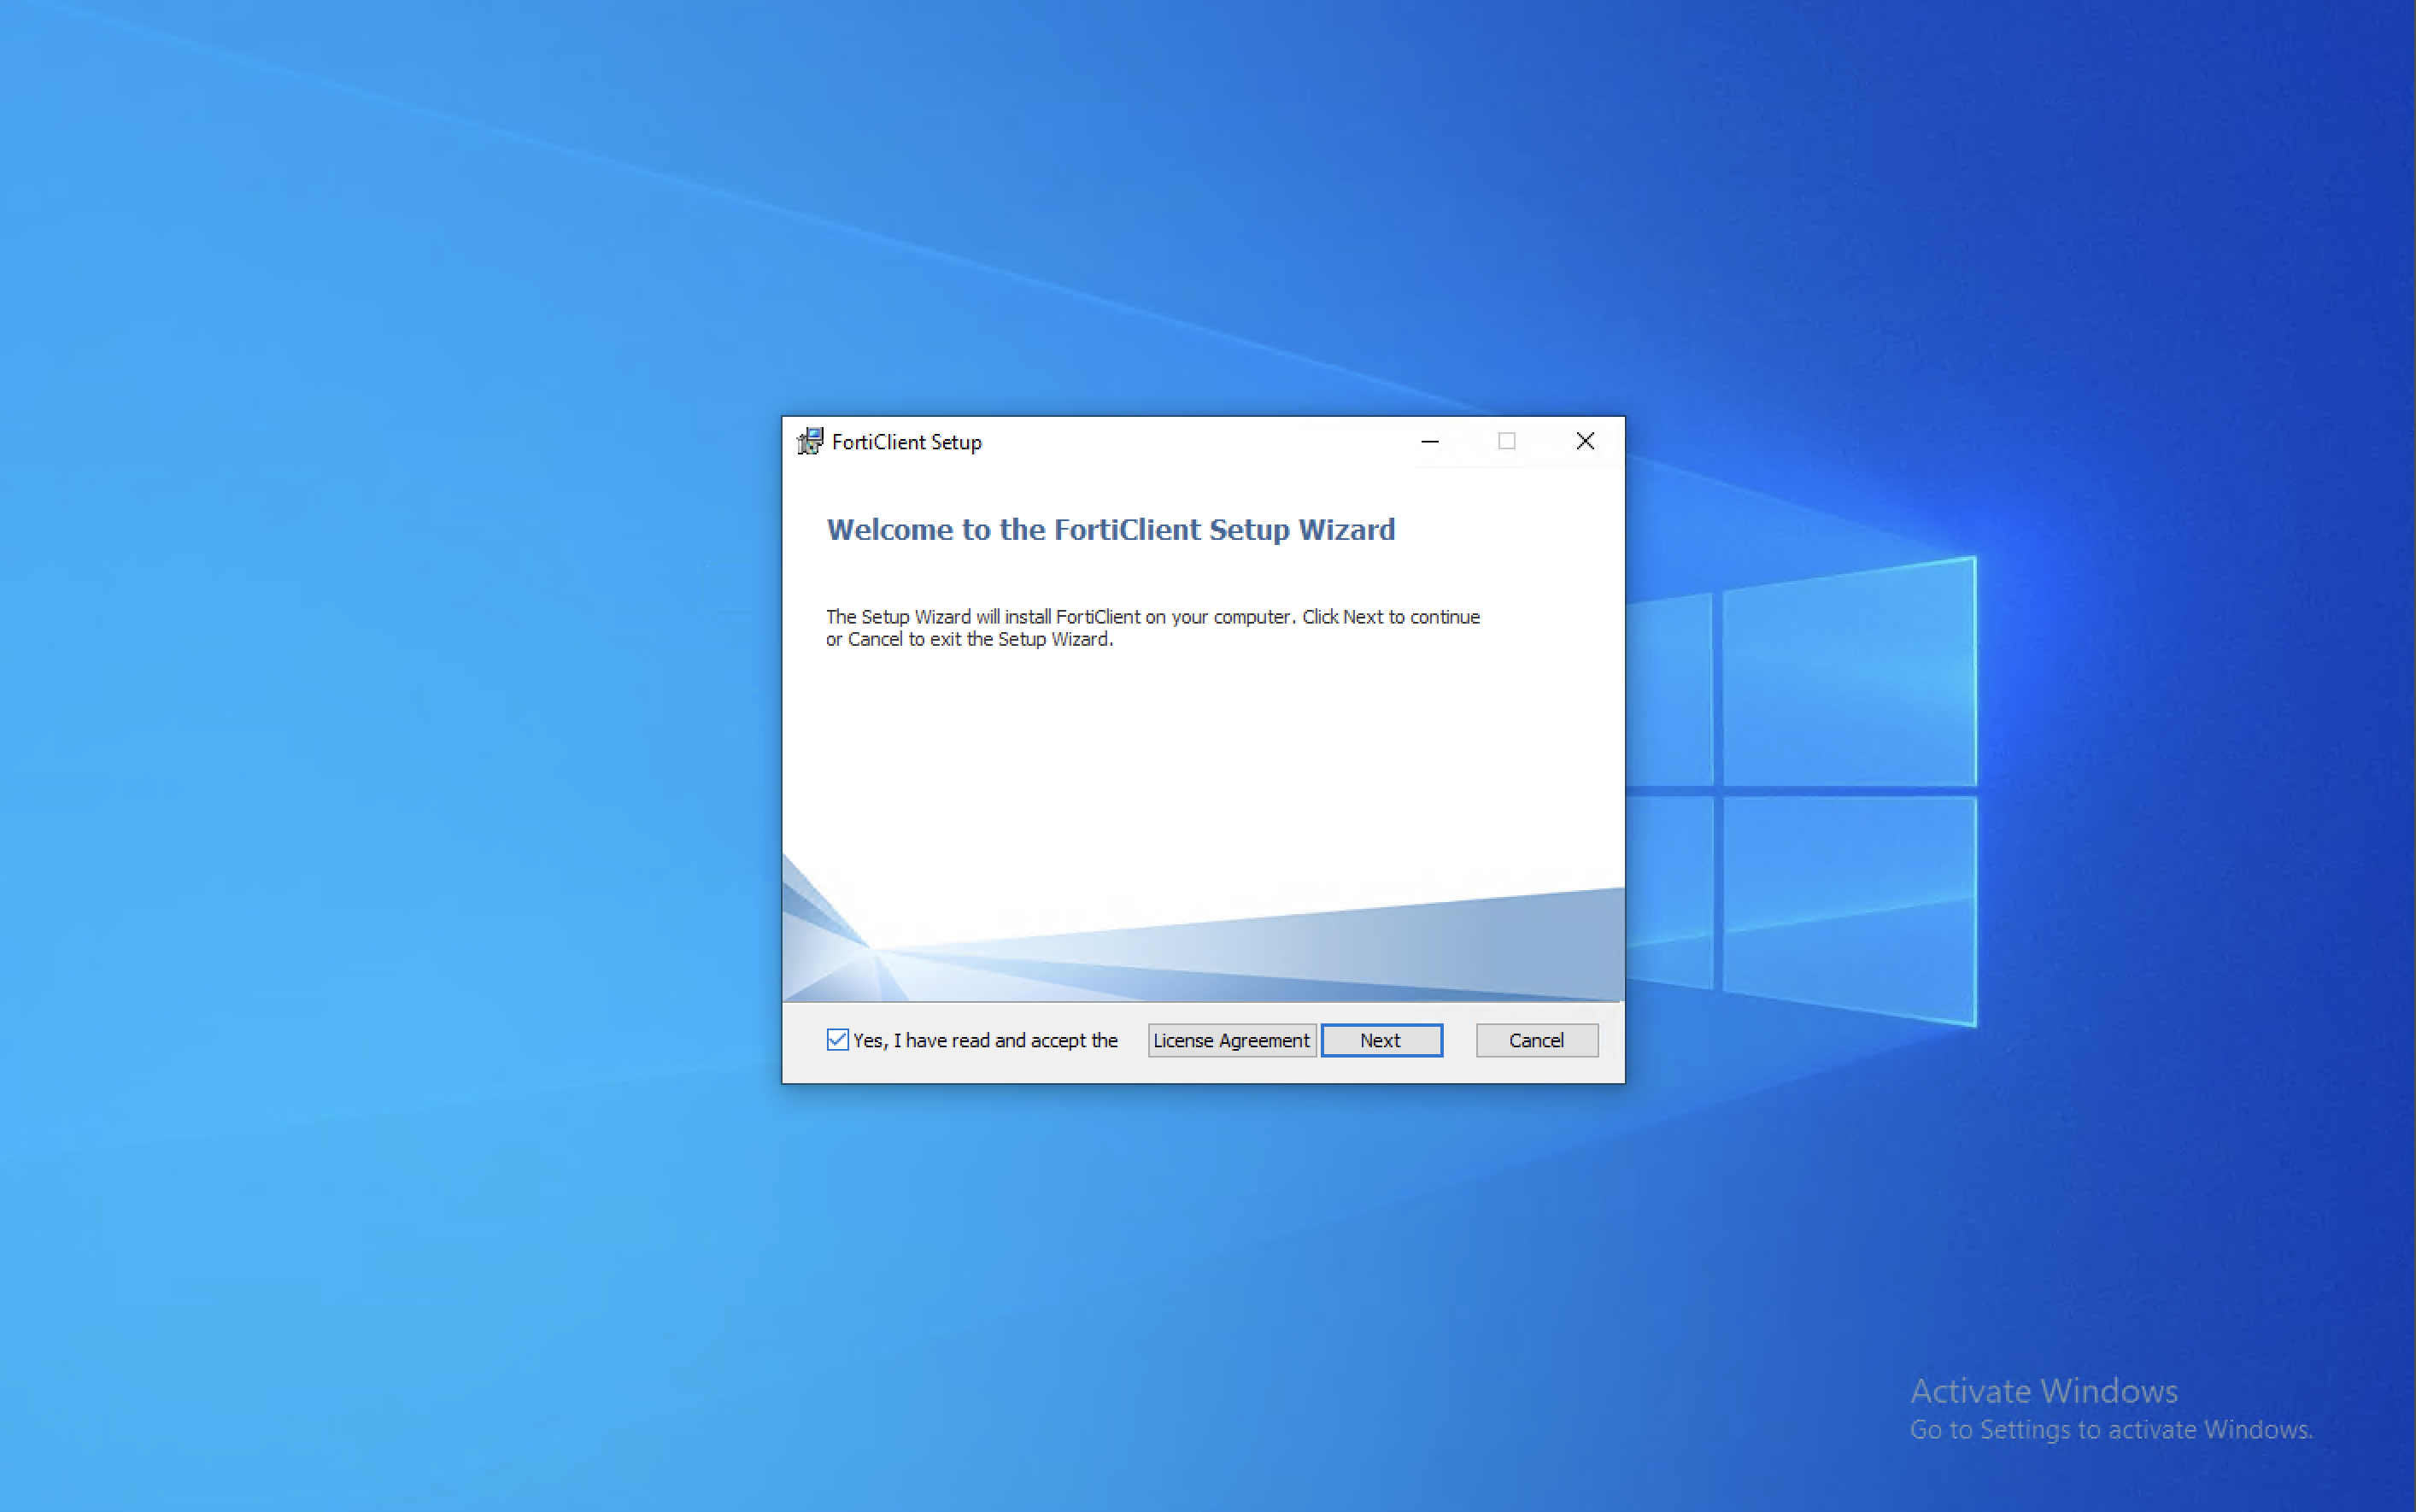 FortiClient Setup
Welcome to the FortiClient Setup Wizard
The Setup Wizard will install FortiClient on your computer. Click Next to continue
or Cancel to exit the Setup Wizard.
Yes, I have read and accept the License Agreement Next Cancel
Activate Windows
Go to Settings to activate Windows.